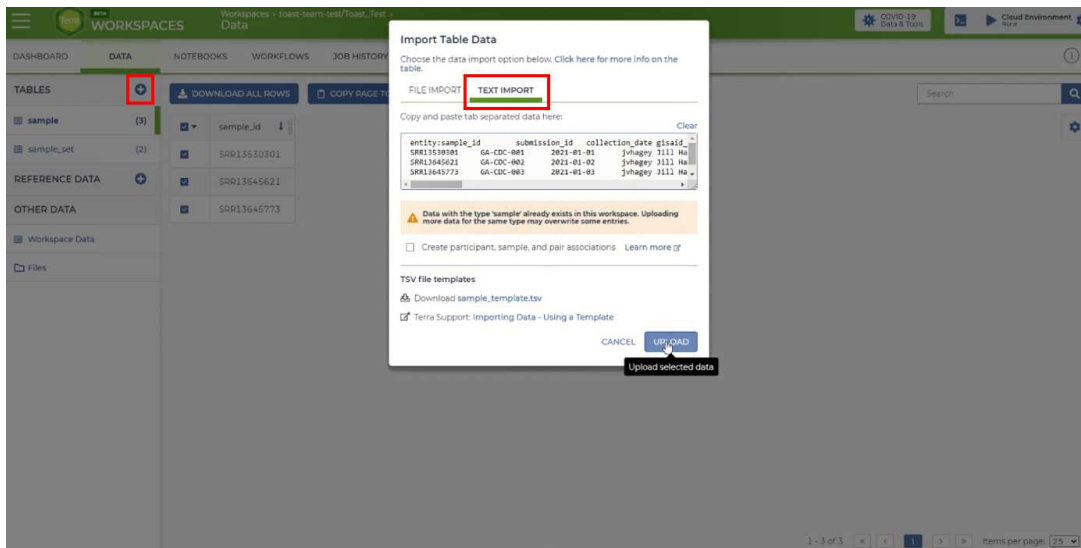 Terra
BETA
WORKSPACES
Workspaces › toast-team-test/Toast_Test ›
Data
COVID-19
Data & Tools
Cloud Environment
None
DASHBOARD
DATA
NOTEBOOKS
WORKFLOWS
JOB HISTORY
TABLES
sample
(3)
sample_set
(2)
REFERENCE DATA
OTHER DATA
Workspace Data
Files
DOWNLOAD ALL ROWS
COPY PAGE TO
Search
sample_id
SRR13530301
SRR13645621
SRR13645773
Import Table Data
Choose the data import option below. Click here for more info on the
table.
FILE IMPORT
TEXT IMPORT
Copy and paste tab separated data here:
Clear
entity:sample_id submission_id collection_date gisaid_
SRR13530301 GA-CDC-001 2021-01-01 jvhagey Jill Ha
SRR13645621 GA-CDC-002 2021-01-02 jvhagey Jill Ha
SRR13645773 GA-CDC-003 2021-01-03 jvhagey Jill Ha
Data with the type 'sample' already exists in this workspace. Uploading
more data for the same type may overwrite some entries.
Create participant, sample, and pair associations Learn more
TSV file templates
Download sample_template.tsv
Terra Support: Importing Data - Using a Template
CANCEL
UPLOAD
Upload selected data
1 - 3 of 3
1
Items per page: 25